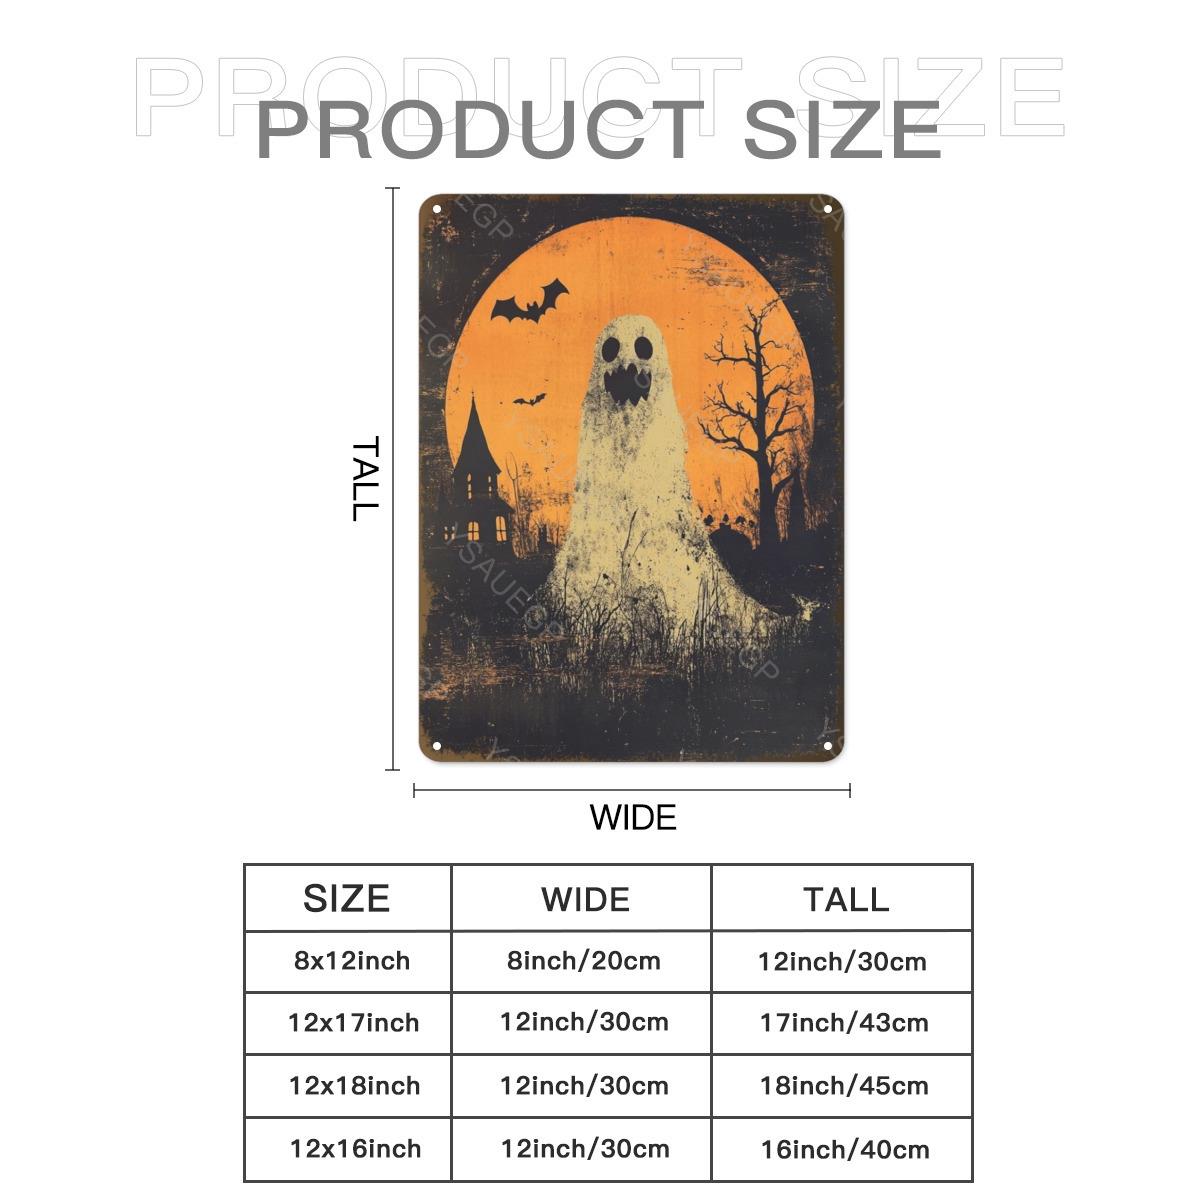 PRODUCT SIZE
PRODUCT SIZE
TALL
YSAUEGP
WIDE
SIZE WIDE TALL
8x12inch 8inch/20cm 12inch/30cm
12x17inch 12inch/30cm 17inch/43cm
12x18inch 12inch/30cm 18inch/45cm
12x16inch 12inch/30cm 16inch/40cm